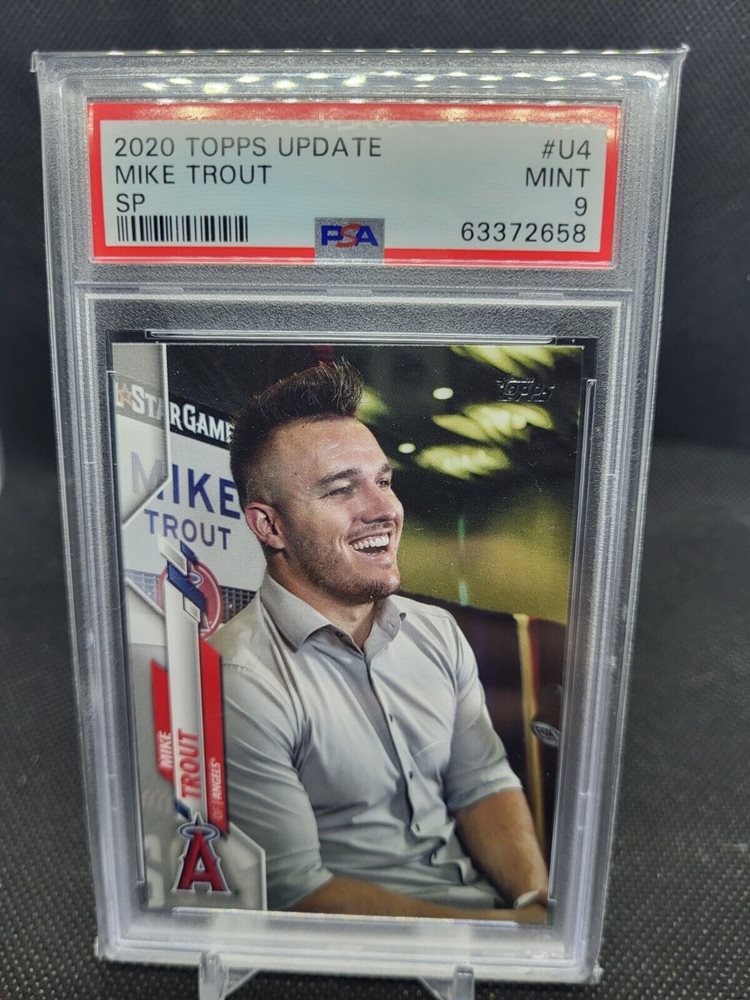 2020 TOPPS UPDATE #U4
MIKE TROUT MINT
SP 9
PSA 63372658
TOPPS
STAR GAME
MIKE
TROUT
MIKE
TROUT
OF | ANGELS
A